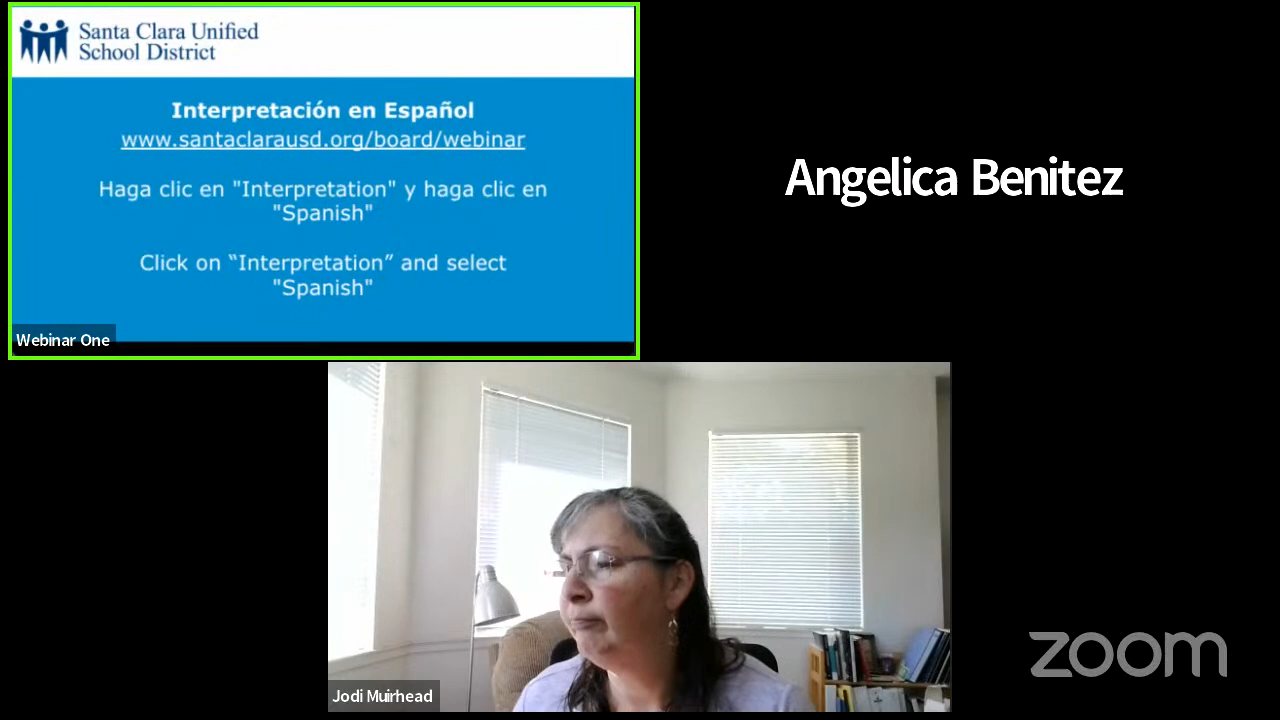 Santa Clara Unified
School District
Interpretación en Español
www.santaclarausd.org/board/webinar
Haga clic en "Interpretation" y haga clic en
"Spanish"
Click on “Interpretation” and select
"Spanish"
Webinar One
Angelica Benitez
Jodi Muirhead
zoom